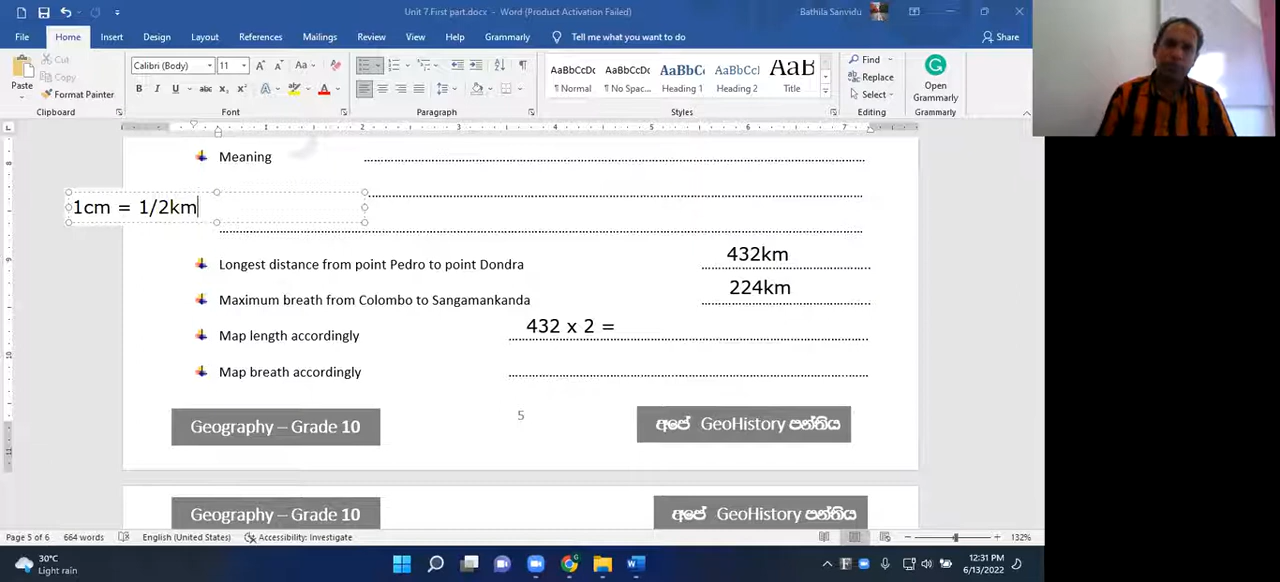 Unit 7.First part.docx - Word (Product Activation Failed)
Bathila Sanvidu
File Home Insert Design Layout References Mailings Review View Help Grammarly Tell me what you want to do Share
Paste
Cut
Copy
Format Painter
Clipboard
Calibri (Body) 11
Font
Paragraph
AaBbCcDc AaBbCcDc AaBbC AaBbCcI AaB
¶ Normal ¶ No Spac... Heading 1 Heading 2 Title
Styles
Find
Replace
Select
Editing
Open
Grammarly
Grammarly
Meaning
1cm = 1/2km
Longest distance from point Pedro to point Dondra 432km
Maximum breath from Colombo to Sangamankanda 224km
Map length accordingly 432 x 2 =
Map breath accordingly
Geography – Grade 10 5 අපේ GeoHistory පන්තිය
Geography – Grade 10 අපේ GeoHistory පන්තිය
Page 5 of 6 664 words English (United States) Accessibility: Investigate 132%
30°C
Light rain
12:31 PM
6/13/2022